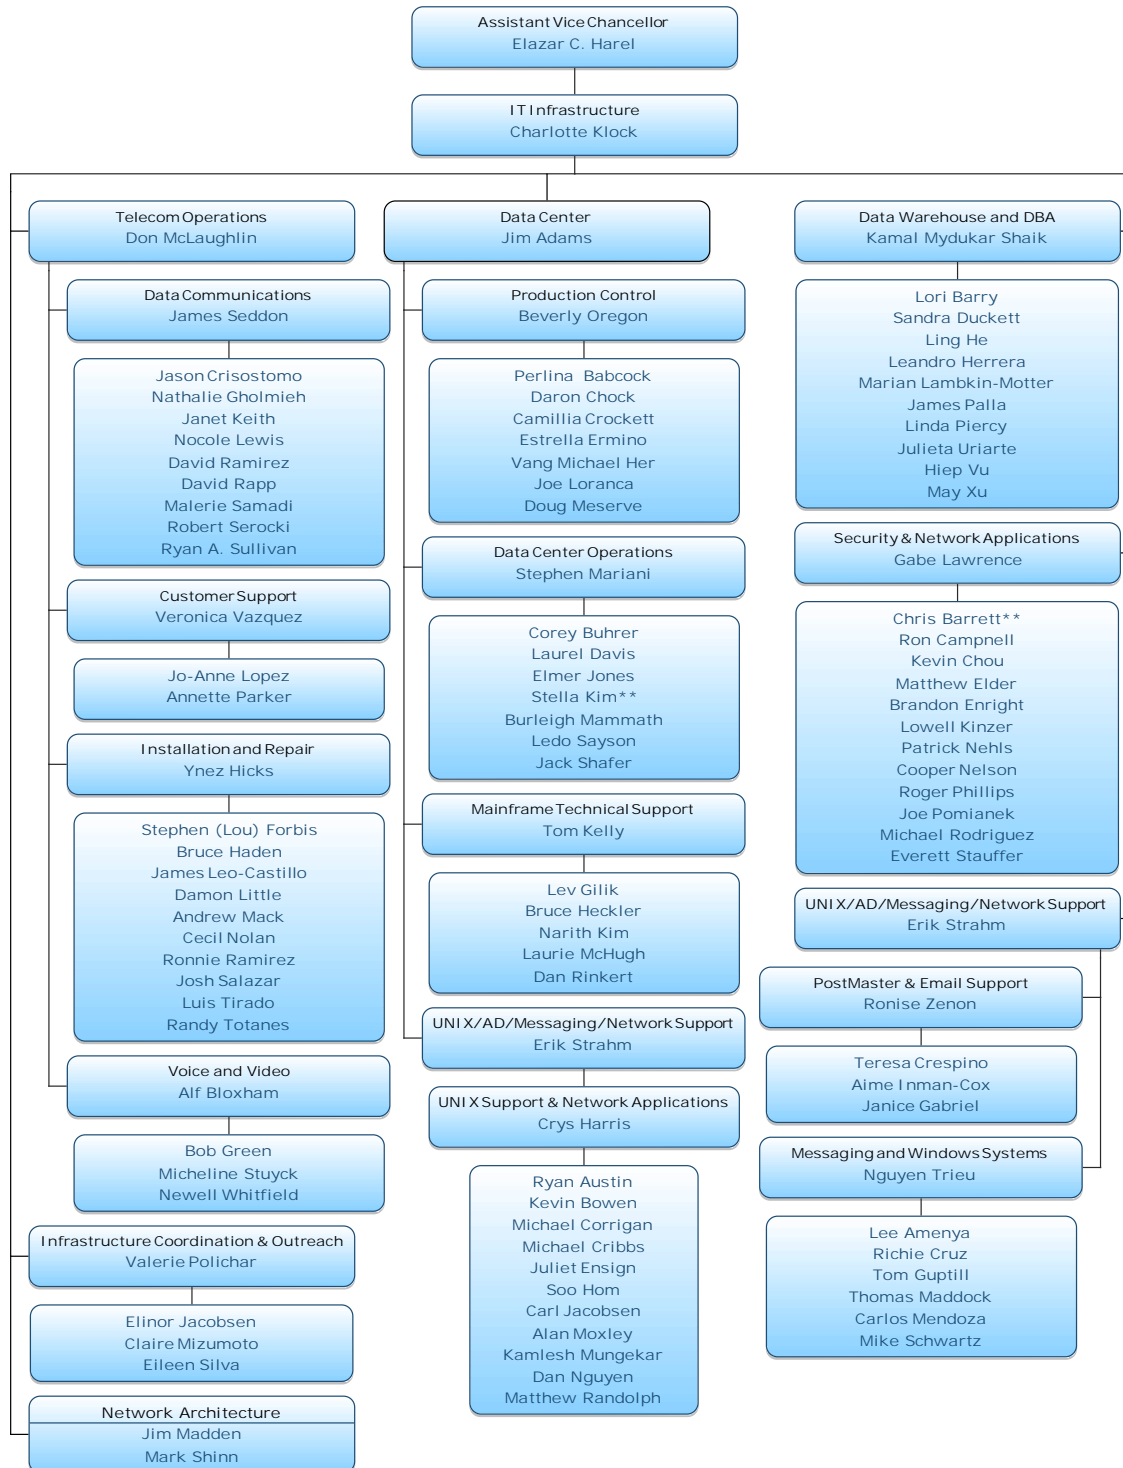 Assistant Vice Chancellor
Elazar C. Harel
IT Infrastructure
Charlotte Klock
Telecom Operations
Don McLaughlin
Data Communications
James Seddon
Jason Crisostomo
Nathalie Gholmieh
Janet Keith
Nocole Lewis
David Ramirez
David Rapp
Malerie Samadi
Robert Serocki
Ryan A. Sullivan
Customer Support
Veronica Vazquez
Jo-Anne Lopez
Annette Parker
Installation and Repair
Ynez Hicks
Stephen (Lou) Forbis
Bruce Haden
James Leo-Castillo
Damon Little
Andrew Mack
Cecil Nolan
Ronnie Ramirez
Josh Salazar
Luis Tirado
Randy Totanes
Voice and Video
Alf Bloxham
Bob Green
Micheline Stuyck
Newell Whitfield
Infrastructure Coordination & Outreach
Valerie Polichar
Elinor Jacobsen
Claire Mizumoto
Eileen Silva
Network Architecture
Jim Madden
Mark Shinn
Data Center
Jim Adams
Production Control
Beverly Oregon
Perlina Babcock
Daron Chock
Camillia Crockett
Estrella Ermino
Vang Michael Her
Joe Loranca
Doug Meserve
Data Center Operations
Stephen Mariani
Corey Buhrer
Laurel Davis
Elmer Jones
Stella Kim**
Burleigh Mammath
Ledo Sayson
Jack Shafer
Mainframe Technical Support
Tom Kelly
Lev Gilik
Bruce Heckler
Narith Kim
Laurie McHugh
Dan Rinkert
UNIX/AD/Messaging/Network Support
Erik Strahm
UNIX Support & Network Applications
Crys Harris
Ryan Austin
Kevin Bowen
Michael Corrigan
Michael Cribbs
Juliet Ensign
Soo Hom
Carl Jacobsen
Alan Moxley
Kamlesh Mungekar
Dan Nguyen
Matthew Randolph
Data Warehouse and DBA
Kamal Mydukar Shaik
Lori Barry
Sandra Duckett
Ling He
Leandro Herrera
Marian Lambkin-Motter
James Palla
Linda Piercy
Julieta Uriarte
Hiep Vu
May Xu
Security & Network Applications
Gabe Lawrence
Chris Barrett**
Ron Campnell
Kevin Chou
Matthew Elder
Brandon Enright
Lowell Kinzer
Patrick Nehls
Cooper Nelson
Roger Phillips
Joe Pomianek
Michael Rodriguez
Everett Stauffer
UNIX/AD/Messaging/Network Support
Erik Strahm
PostMaster & Email Support
Ronise Zenon
Teresa Crespino
Aime Inman-Cox
Janice Gabriel
Messaging and Windows Systems
Nguyen Trieu
Lee Amenya
Richie Cruz
Tom Guptill
Thomas Maddock
Carlos Mendoza
Mike Schwartz